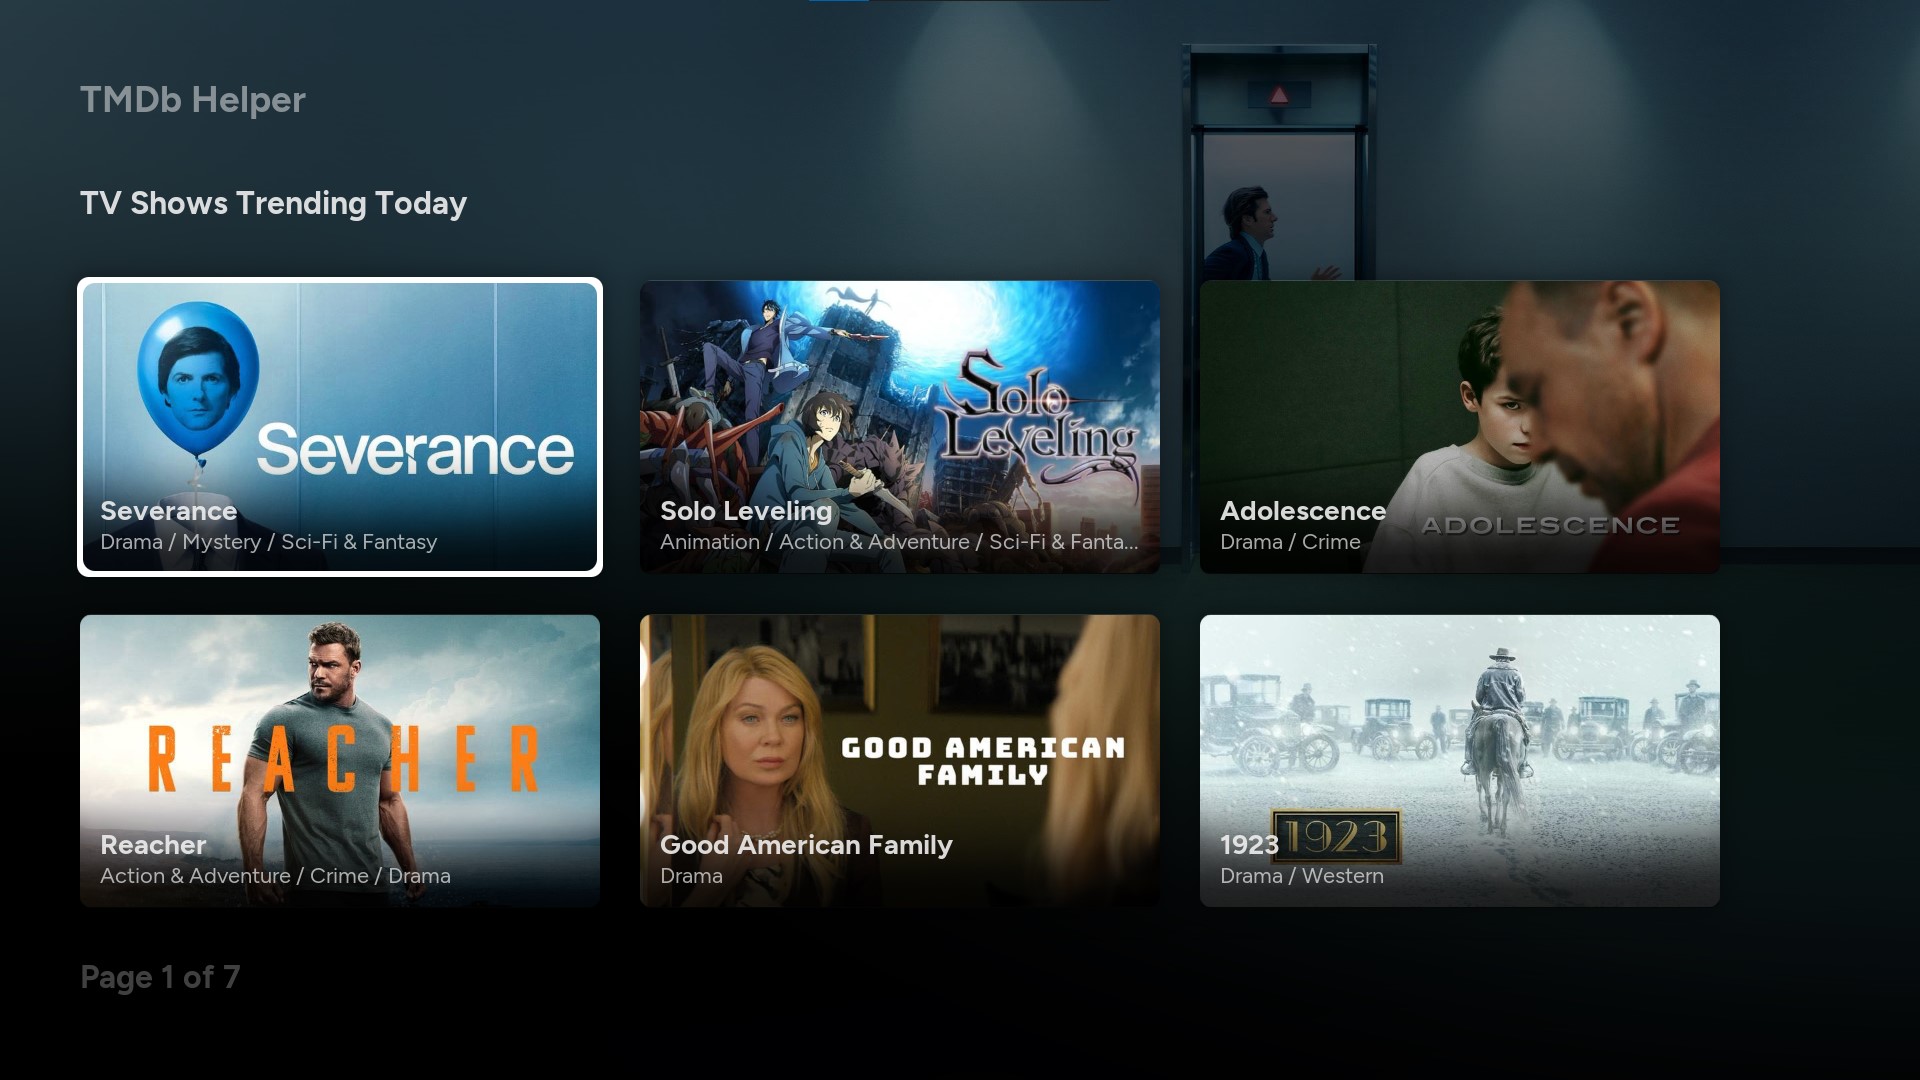 TMDb Helper
TV Shows Trending Today
Severance
Severance
Drama / Mystery / Sci-Fi & Fantasy
Solo
Leveling
Solo Leveling
Animation / Action & Adventure / Sci-Fi & Fanta...
Adolescence
ADOLESCENCE
Drama / Crime
REACHER
Reacher
Action & Adventure / Crime / Drama
GOOD AMERICAN
FAMILY
Good American Family
Drama
1923
1923
Drama / Western
Page 1 of 7